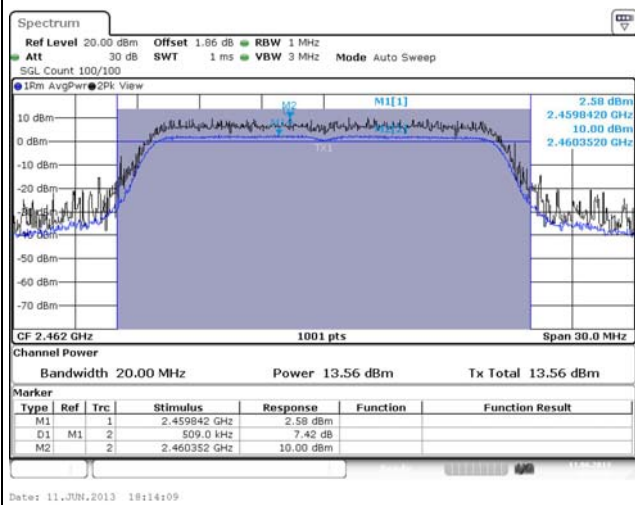 Spectrum
Ref Level 20.00 dBm Offset 1.86 dB RBW 1 MHz
Att 30 dB SWT 1 ms VBW 3 MHz Mode Auto Sweep
SGL Count 100/100
1Rm AvgPwr 2Pk View
M2 M1[1] 2.58 dBm
2.4598420 GHz
10 dBm 10.00 dBm
2.4603520 GHz
0 dBm
TX1
-10 dBm
-20 dBm
-50 dBm
-60 dBm
-70 dBm
CF 2.462 GHz 1001 pts Span 30.0 MHz
Channel Power
Bandwidth 20.00 MHz Power 13.56 dBm Tx Total 13.56 dBm
Marker
Type Ref Trc Stimulus Response Function Function Result
M1 1 2.459842 GHz 2.58 dBm
D1 M1 2 509.0 kHz 7.42 dB
M2 2 2.460352 GHz 10.00 dBm
Date: 11.JUN.2013 18:14:09